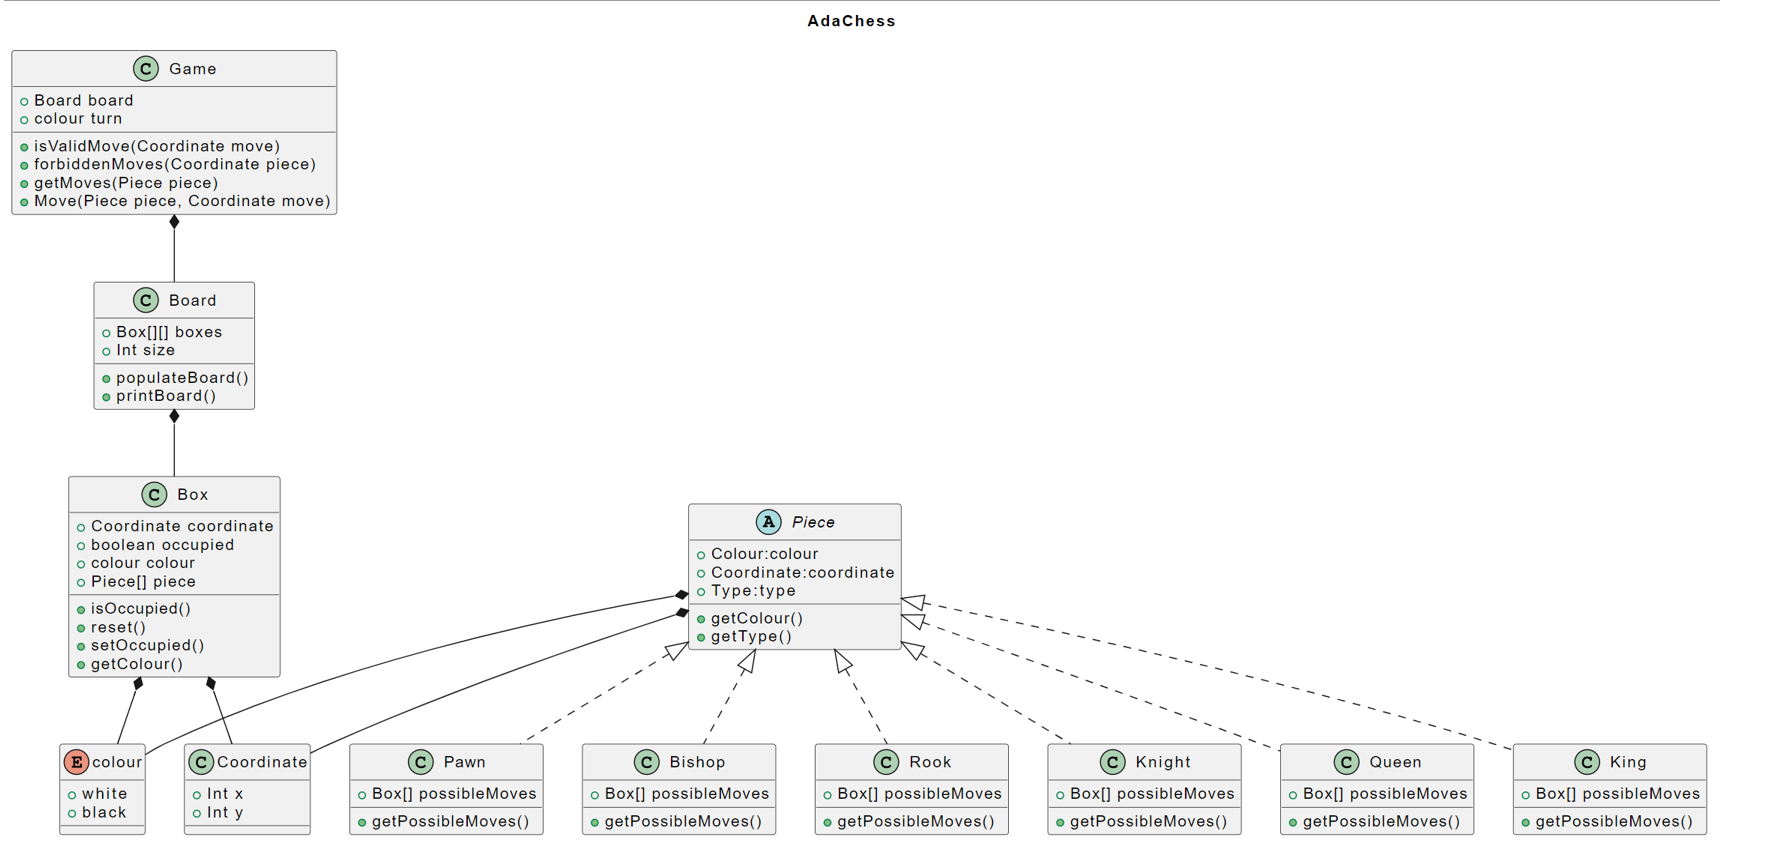 AdaChess
C Game
Board board
colour turn
isValidMove(Coordinate move)
forbiddenMoves(Coordinate piece)
getMoves(Piece piece)
Move(Piece piece, Coordinate move)
C Board
Box[][] boxes
Int size
populateBoard()
printBoard()
C Box
Coordinate coordinate
boolean occupied
colour colour
Piece[] piece
isOccupied()
reset()
setOccupied()
getColour()
A Piece
Colour:colour
Coordinate:coordinate
Type:type
getColour()
getType()
E colour
white
black
C Coordinate
Int x
Int y
C Pawn
Box[] possibleMoves
getPossibleMoves()
C Bishop
Box[] possibleMoves
getPossibleMoves()
C Rook
Box[] possibleMoves
getPossibleMoves()
C Knight
Box[] possibleMoves
getPossibleMoves()
C Queen
Box[] possibleMoves
getPossibleMoves()
C King
Box[] possibleMoves
getPossibleMoves()